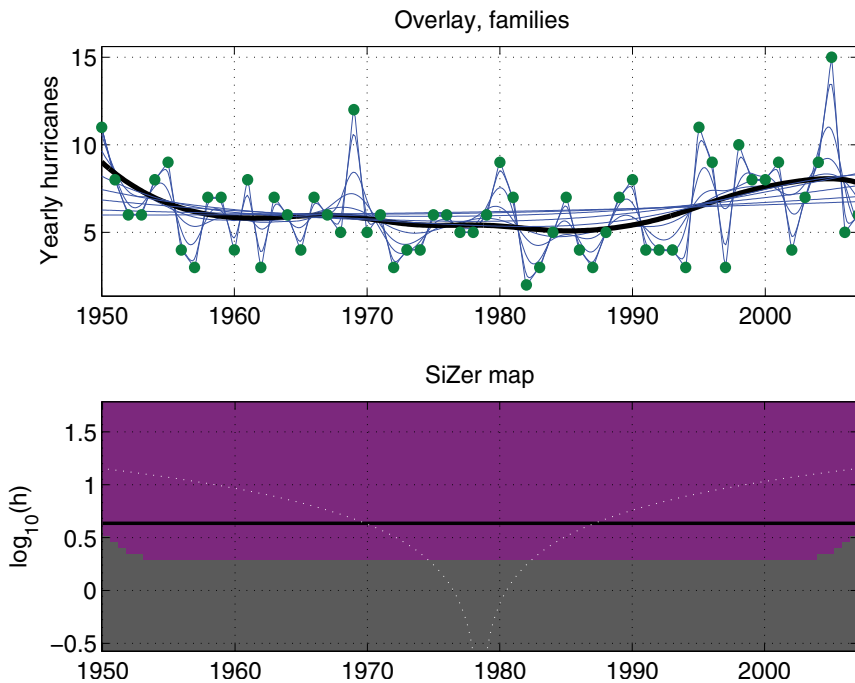 Overlay, families
15
10
5
Yearly hurricanes
1950 1960 1970 1980 1990 2000
SiZer map
1.5
1
0.5
0
−0.5
log10(h)
1950 1960 1970 1980 1990 2000